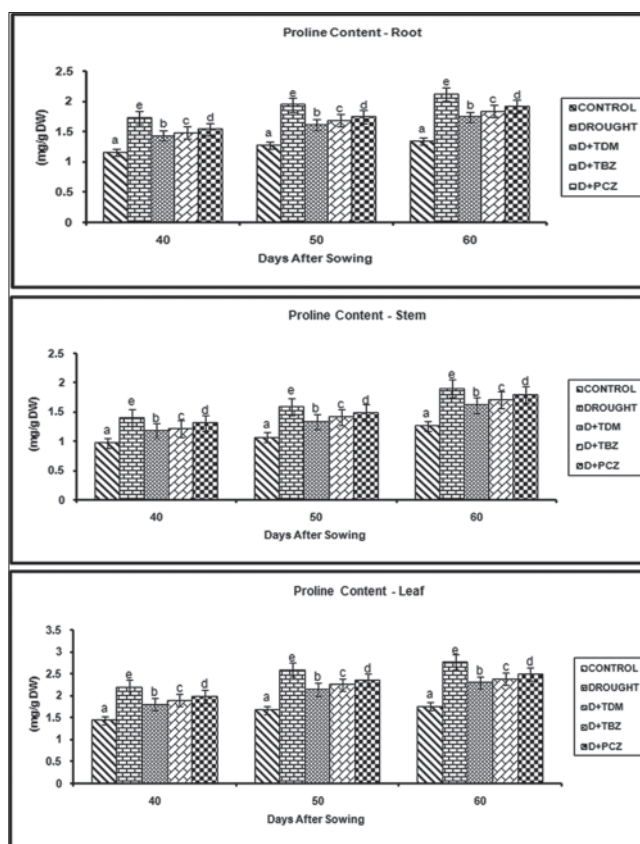 Proline Content - Root
2.5
2
1.5
1
0.5
0
(mg/g DW)
a e b c d
a e b c d
a e b c d
40 50 60
Days After Sowing
CONTROL
DROUGHT
D+TDM
D+TBZ
D+PCZ
Proline Content - Stem
2.5
2
1.5
1
0.5
0
(mg/g DW)
a e b c d
a e b c d
a e b c d
40 50 60
Days After Sowing
CONTROL
DROUGHT
D+TDM
D+TBZ
D+PCZ
Proline Content - Leaf
4
3.5
3
2.5
2
1.5
1
0.5
0
(mg/g DW)
a e b c d
a e b c d
a e b c d
40 50 60
Days After Sowing
CONTROL
DROUGHT
D+TDM
D+TBZ
D+PCZ